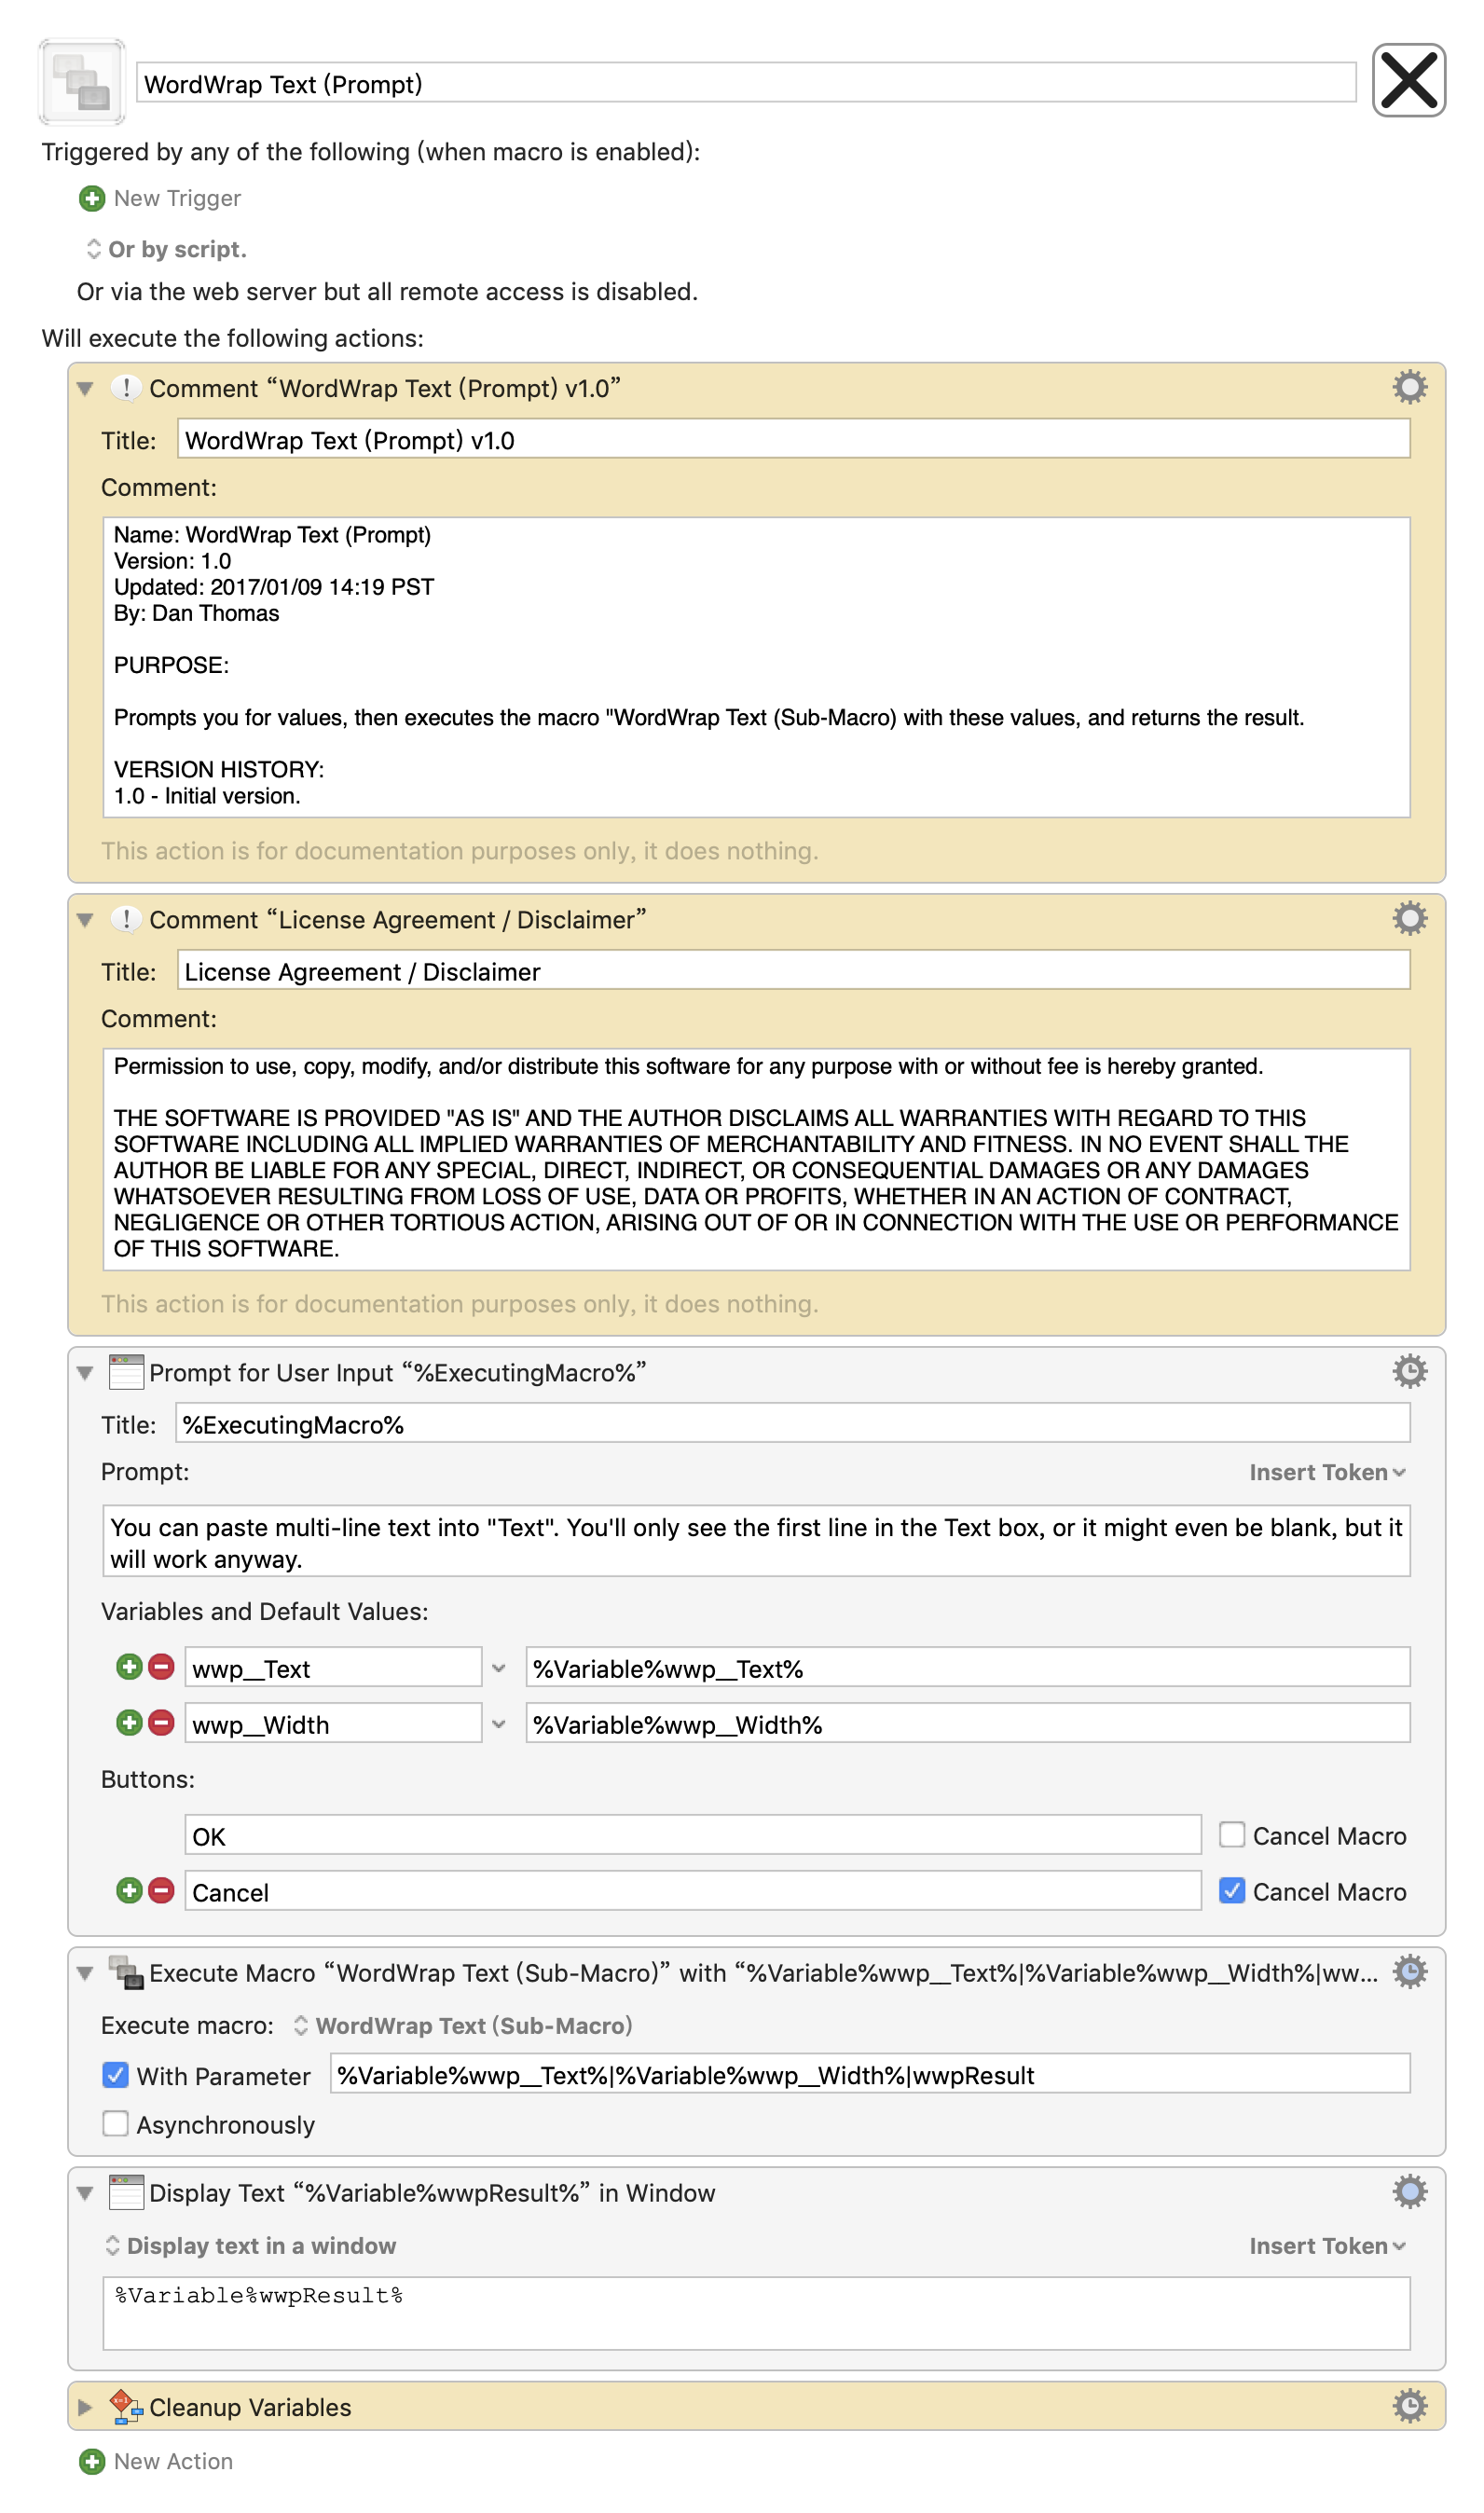 WordWrap Text (Prompt)
Triggered by any of the following (when macro is enabled):
New Trigger
Or by script.
Or via the web server but all remote access is disabled.
Will execute the following actions:
Comment “WordWrap Text (Prompt) v1.0”
Title: WordWrap Text (Prompt) v1.0
Comment:
Name: WordWrap Text (Prompt)
Version: 1.0
Updated: 2017/01/09 14:19 PST
By: Dan Thomas
PURPOSE:
Prompts you for values, then executes the macro "WordWrap Text (Sub-Macro) with these values, and returns the result.
VERSION HISTORY:
1.0 - Initial version.
This action is for documentation purposes only, it does nothing.
Comment “License Agreement / Disclaimer”
Title: License Agreement / Disclaimer
Comment:
Permission to use, copy, modify, and/or distribute this software for any purpose with or without fee is hereby granted.
THE SOFTWARE IS PROVIDED "AS IS" AND THE AUTHOR DISCLAIMS ALL WARRANTIES WITH REGARD TO THIS
SOFTWARE INCLUDING ALL IMPLIED WARRANTIES OF MERCHANTABILITY AND FITNESS. IN NO EVENT SHALL THE
AUTHOR BE LIABLE FOR ANY SPECIAL, DIRECT, INDIRECT, OR CONSEQUENTIAL DAMAGES OR ANY DAMAGES
WHATSOEVER RESULTING FROM LOSS OF USE, DATA OR PROFITS, WHETHER IN AN ACTION OF CONTRACT,
NEGLIGENCE OR OTHER TORTIOUS ACTION, ARISING OUT OF OR IN CONNECTION WITH THE USE OR PERFORMANCE
OF THIS SOFTWARE.
This action is for documentation purposes only, it does nothing.
Prompt for User Input “%ExecutingMacro%”
Title: %ExecutingMacro%
Prompt: Insert Token
You can paste multi-line text into "Text". You'll only see the first line in the Text box, or it might even be blank, but it
will work anyway.
Variables and Default Values:
wwp__Text %Variable%wwp__Text%
wwp__Width %Variable%wwp__Width%
Buttons:
OK Cancel Macro
Cancel Cancel Macro
Execute Macro “WordWrap Text (Sub-Macro)” with “%Variable%wwp__Text%|%Variable%wwp__Width%|ww...
Execute macro: WordWrap Text (Sub-Macro)
With Parameter %Variable%wwp__Text%|%Variable%wwp__Width%|wwpResult
Asynchronously
Display Text “%Variable%wwpResult%” in Window
Display text in a window Insert Token
%Variable%wwpResult%
Cleanup Variables
New Action